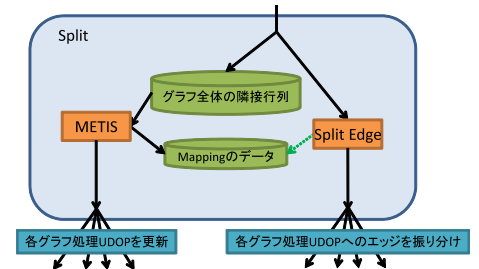 Split
グラフ全体の隣接行列
METIS
Split Edge
Mappingのデータ
各グラフ処理UDOPを更新
各グラフ処理UDOPへのエッジを振り分け